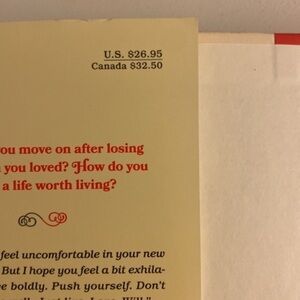 U.S. $26.95
Canada $32.50
you move on after losing
you loved? How do you
a life worth living?
feel uncomfortable in your new
But I hope you feel a bit exhila-
boldly. Push yourself. Don't